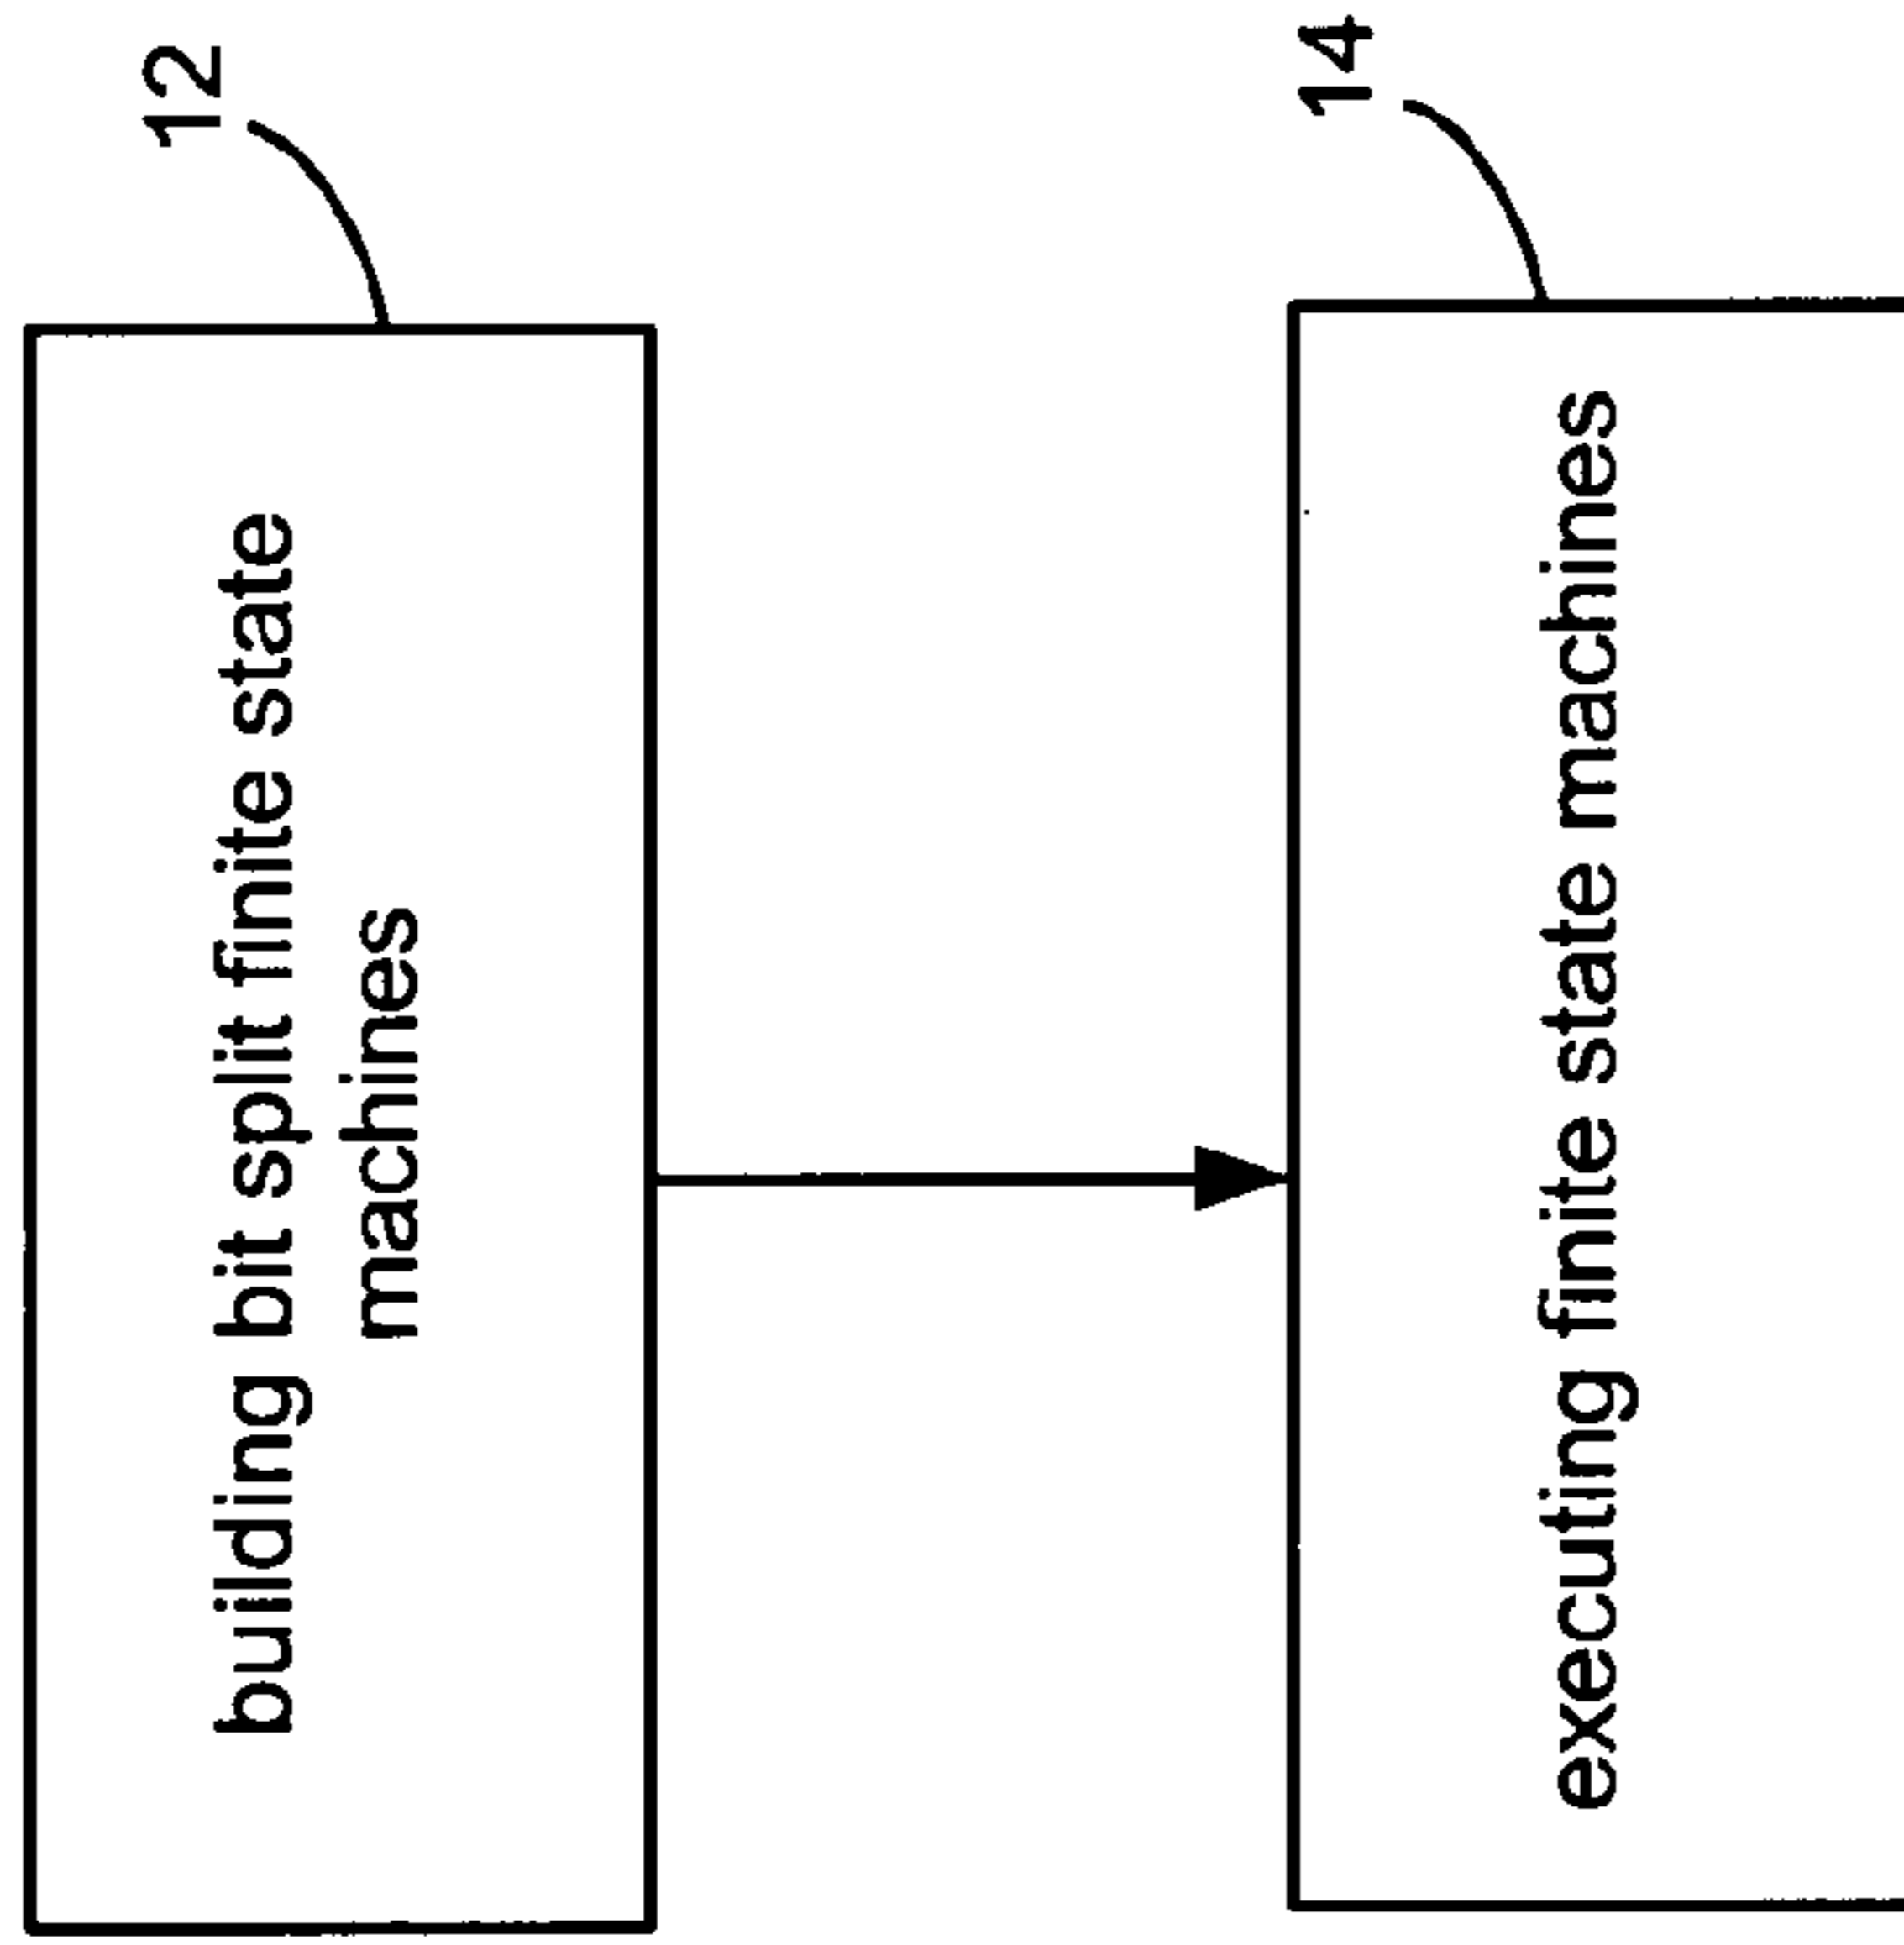 12
building bit split finite state
machines
14
executing finite state machines